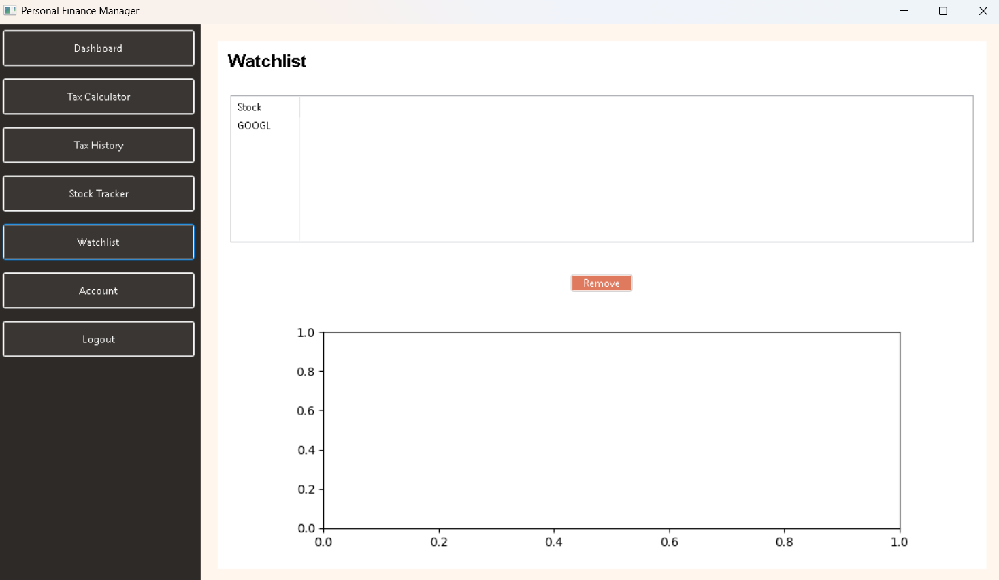 Personal Finance Manager
Dashboard
Tax Calculator
Tax History
Stock Tracker
Watchlist
Account
Logout
Watchlist
Stock
GOOGL
Remove
1.0
0.8
0.6
0.4
0.2
0.0
0.0 0.2 0.4 0.6 0.8 1.0